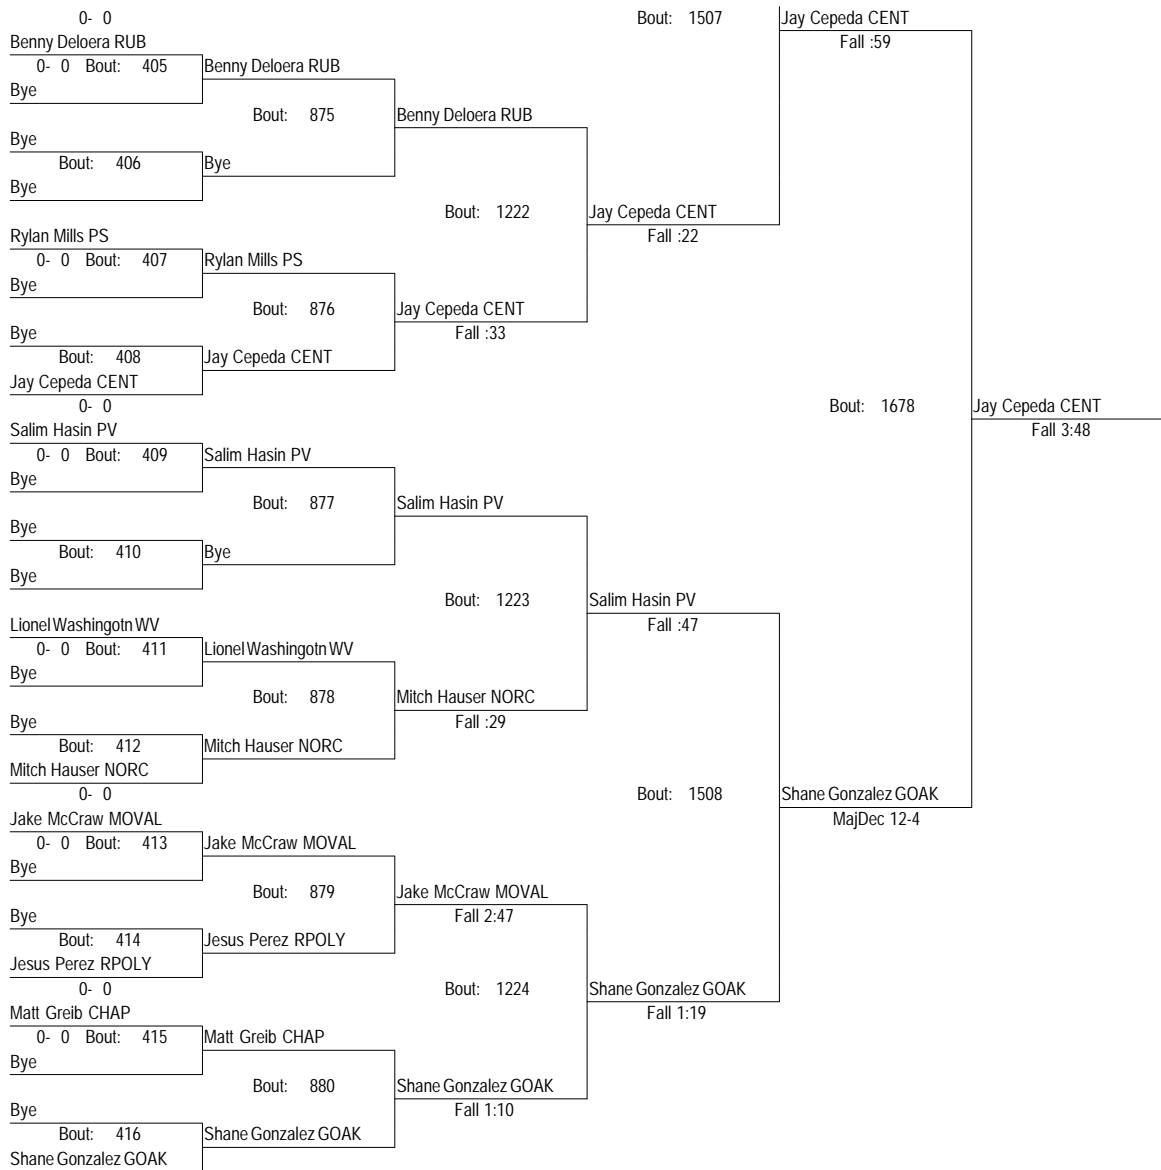 0- 0 Bout: 1507 Jay Cepeda CENT
Benny Deloera RUB Fall :59
0- 0 Bout: 405 Benny Deloera RUB
Bye
Bout: 875 Benny Deloera RUB
Bye
Bout: 406 Bye
Bye
Bout: 1222 Jay Cepeda CENT
Rylan Mills PS Fall :22
0- 0 Bout: 407 Rylan Mills PS
Bye
Bout: 876 Jay Cepeda CENT
Bye Fall :33
Bout: 408 Jay Cepeda CENT
Jay Cepeda CENT
0- 0 Bout: 1678 Jay Cepeda CENT
Salim Hasin PV Fall 3:48
0- 0 Bout: 409 Salim Hasin PV
Bye
Bout: 877 Salim Hasin PV
Bye
Bout: 410 Bye
Bye
Bout: 1223 Salim Hasin PV
Lionel Washingotn WV Fall :47
0- 0 Bout: 411 Lionel Washingotn WV
Bye
Bout: 878 Mitch Hauser NORC
Bye Fall :29
Bout: 412 Mitch Hauser NORC
Mitch Hauser NORC
0- 0 Bout: 1508 Shane Gonzalez GOAK
Jake McCraw MOVAL MajDec 12-4
0- 0 Bout: 413 Jake McCraw MOVAL
Bye
Bout: 879 Jake McCraw MOVAL
Bye Fall 2:47
Bout: 414 Jesus Perez RPOLY
Jesus Perez RPOLY
0- 0 Bout: 1224 Shane Gonzalez GOAK
Matt Greib CHAP Fall 1:19
0- 0 Bout: 415 Matt Greib CHAP
Bye
Bout: 880 Shane Gonzalez GOAK
Bye Fall 1:10
Bout: 416 Shane Gonzalez GOAK
Shane Gonzalez GOAK